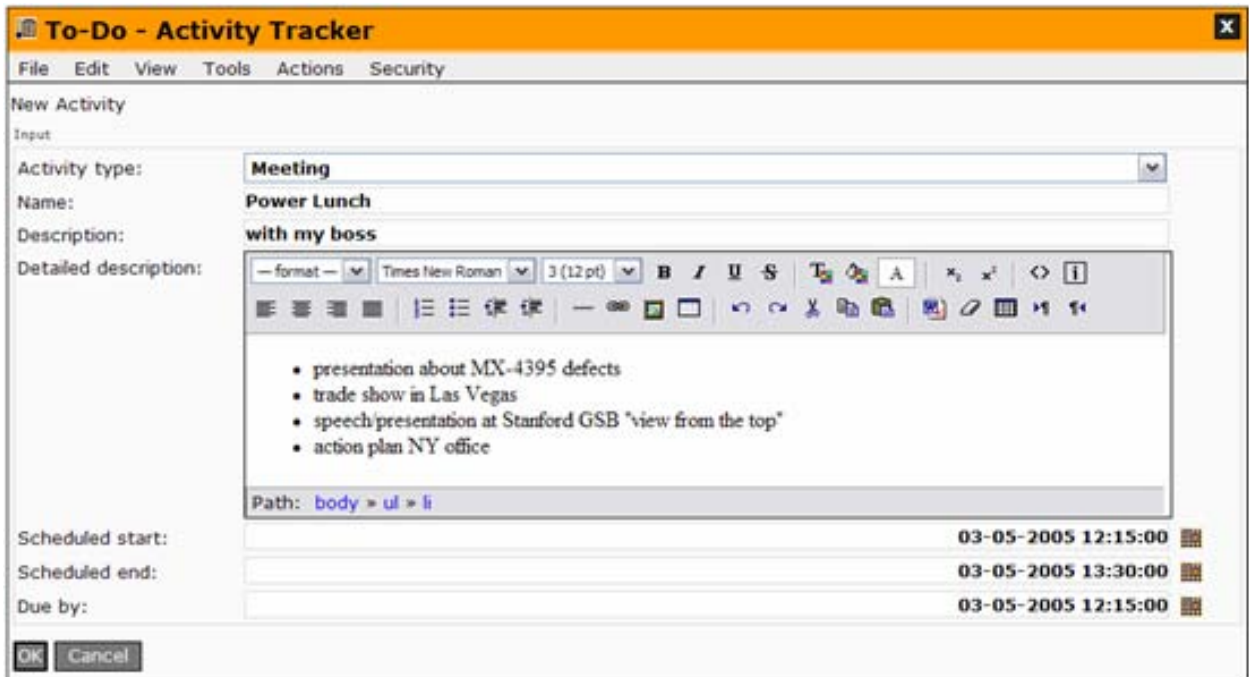 To-Do - Activity Tracker
File Edit View Tools Actions Security
New Activity
Input
Activity type: Meeting
Name: Power Lunch
Description: with my boss
Detailed description:
— format — Times New Roman 3 (12 pt) B I U S T A x₂ x² <> i
• presentation about MX-4395 defects
• trade show in Las Vegas
• speech/presentation at Stanford GSB "view from the top"
• action plan NY office
Path: body » ul » li
Scheduled start: 03-05-2005 12:15:00
Scheduled end: 03-05-2005 13:30:00
Due by: 03-05-2005 12:15:00
OK Cancel